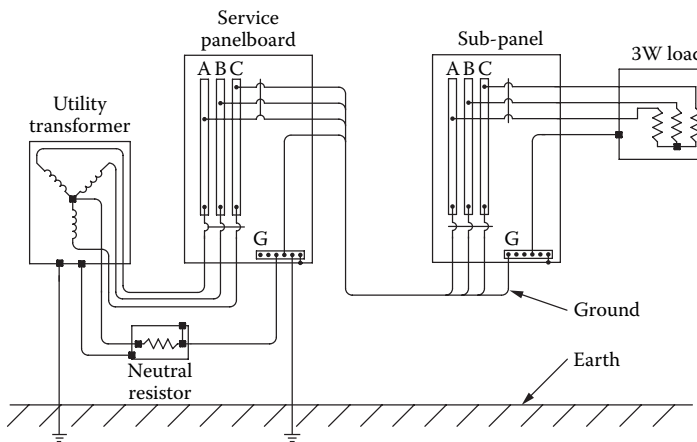 Service
panelboard
Sub-panel
3W load
A B C
A B C
Utility
transformer
G
G
Ground
Neutral
resistor
Earth